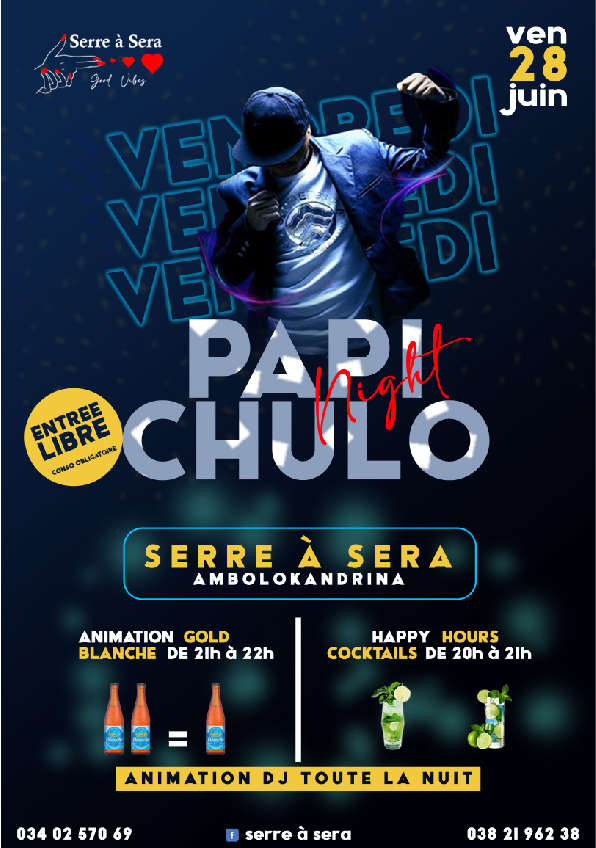 Serre à Sera
Good Vibes
ven
28
juin
VENDREDI
VENDREDI
VENDREDI
PAPI
Night
CHULO
ENTREE
LIBRE
CONSO OBLIGATOIRE
SERRE À SERA
AMBOLOKANDRINA
ANIMATION GOLD
BLANCHE DE 21h à 22h
HAPPY HOURS
COCKTAILS DE 20h à 21h
=
ANIMATION DJ TOUTE LA NUIT
034 02 570 69
f serre à sera
038 21 962 38